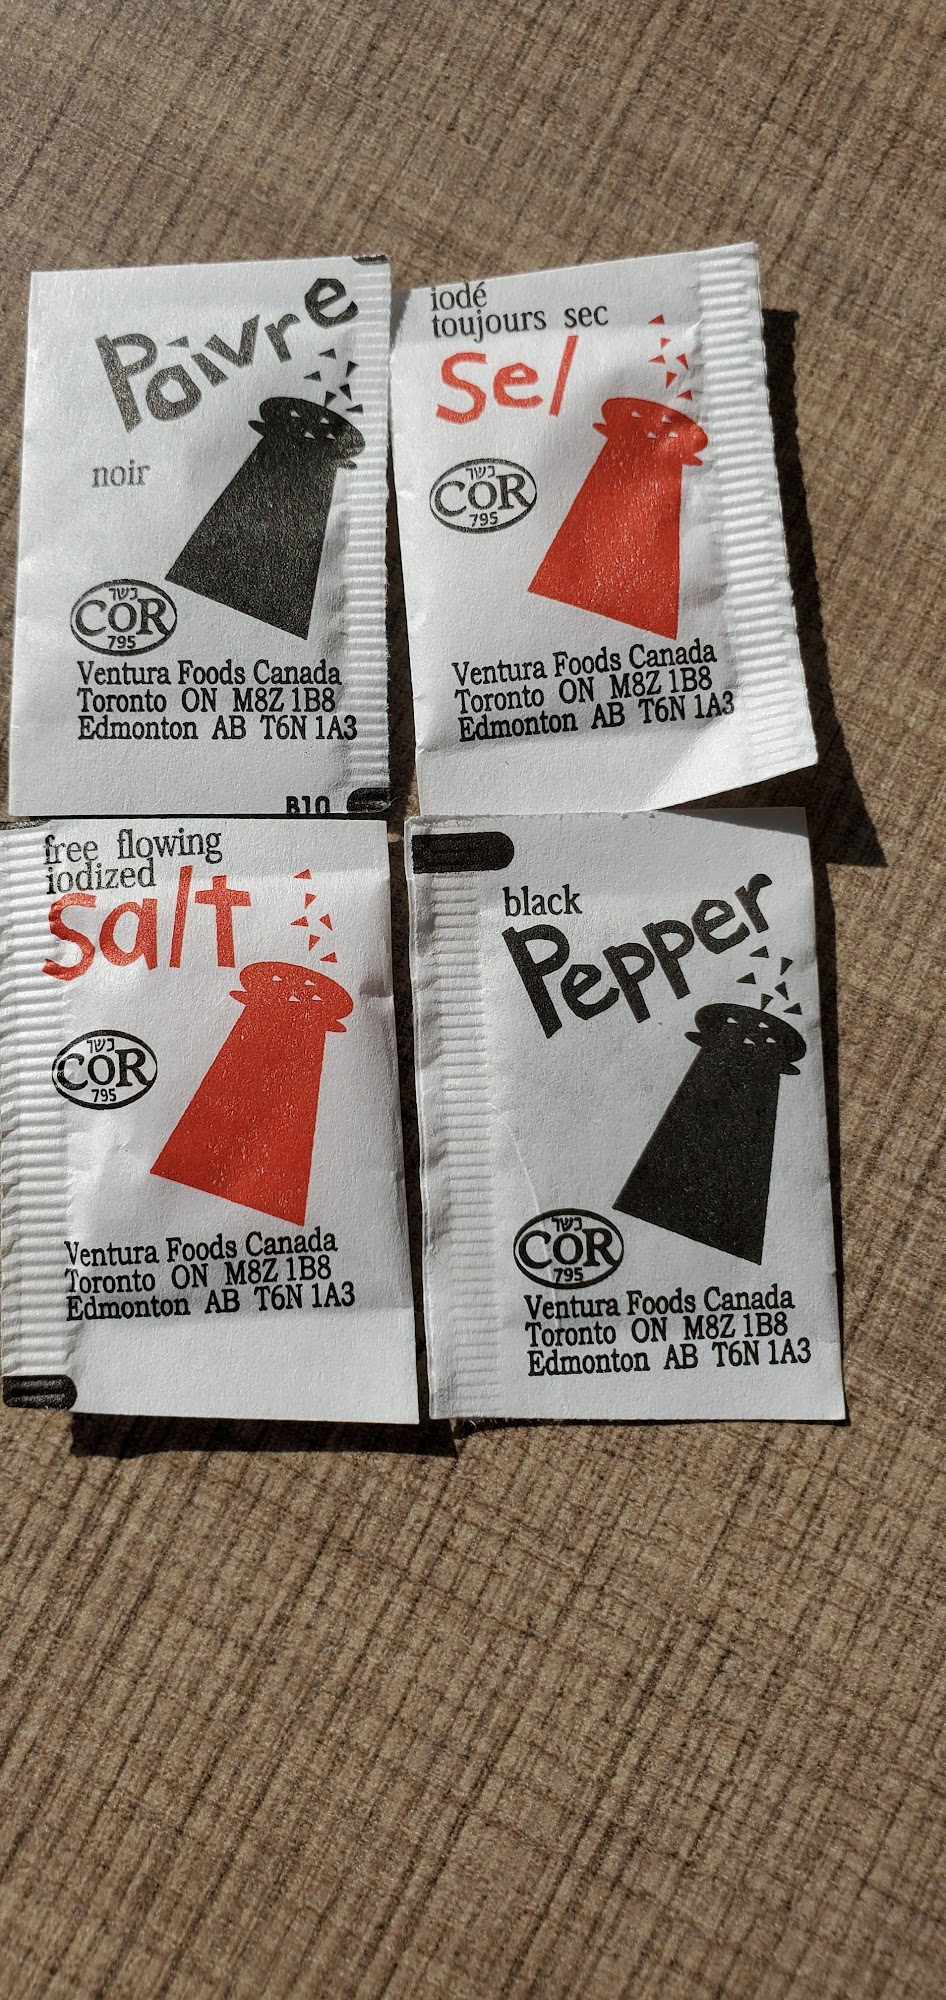 Poivre
noir
כשר
COR
795
Ventura Foods Canada
Toronto ON M8Z 1B8
Edmonton AB T6N 1A3
B10
iodé
toujours sec
Sel
כשר
COR
795
Ventura Foods Canada
Toronto ON M8Z 1B8
Edmonton AB T6N 1A3
free flowing
iodized
Salt
כשר
COR
795
Ventura Foods Canada
Toronto ON M8Z 1B8
Edmonton AB T6N 1A3
black
Pepper
כשר
COR
795
Ventura Foods Canada
Toronto ON M8Z 1B8
Edmonton AB T6N 1A3